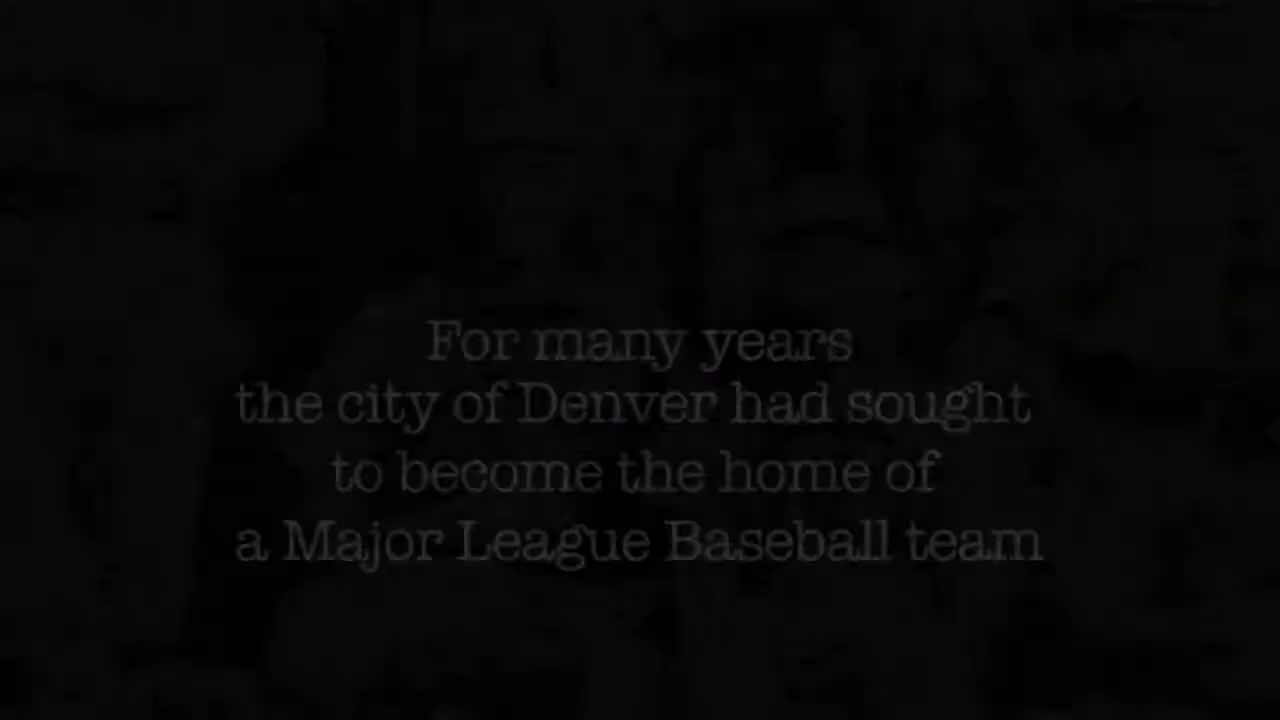 For many years
the city of Denver had sought
to become the home of
a Major League Baseball team